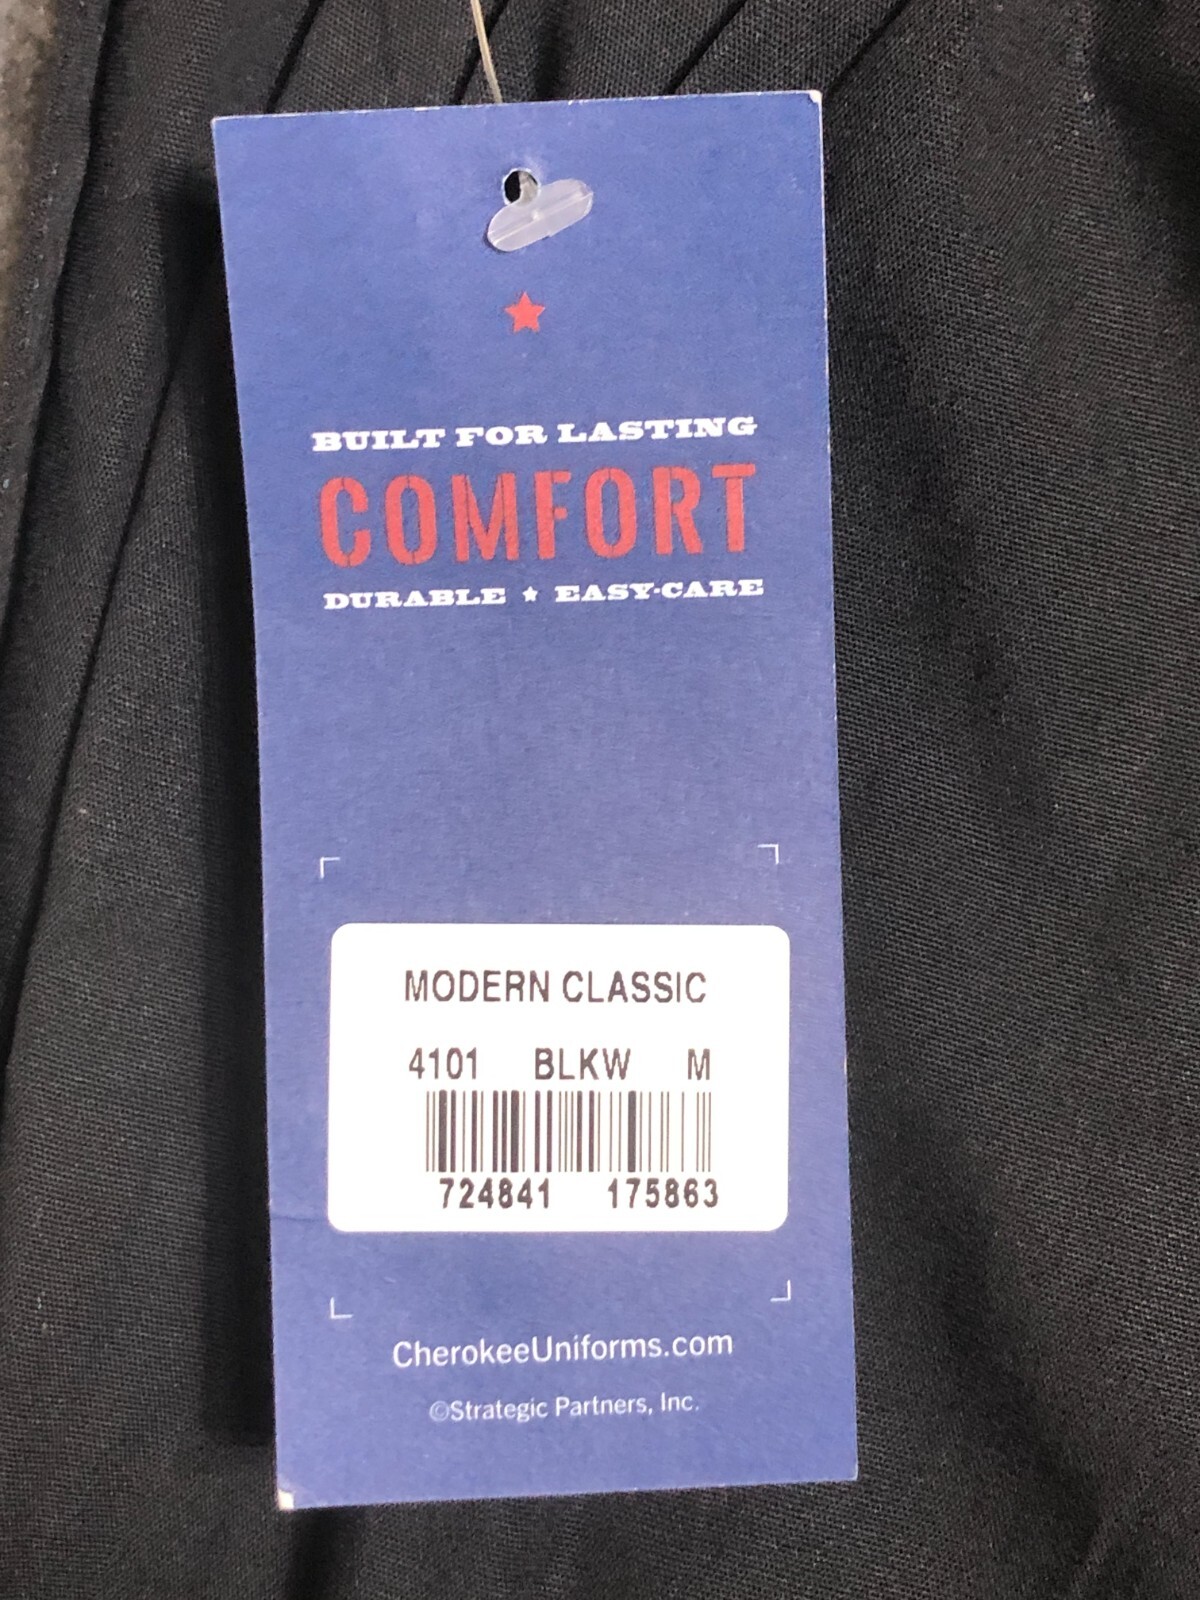 BUILT FOR LASTING
COMFORT
DURABLE ★ EASY-CARE
MODERN CLASSIC
4101 BLKW M
724841 175863
CherokeeUniforms.com
©Strategic Partners, Inc.